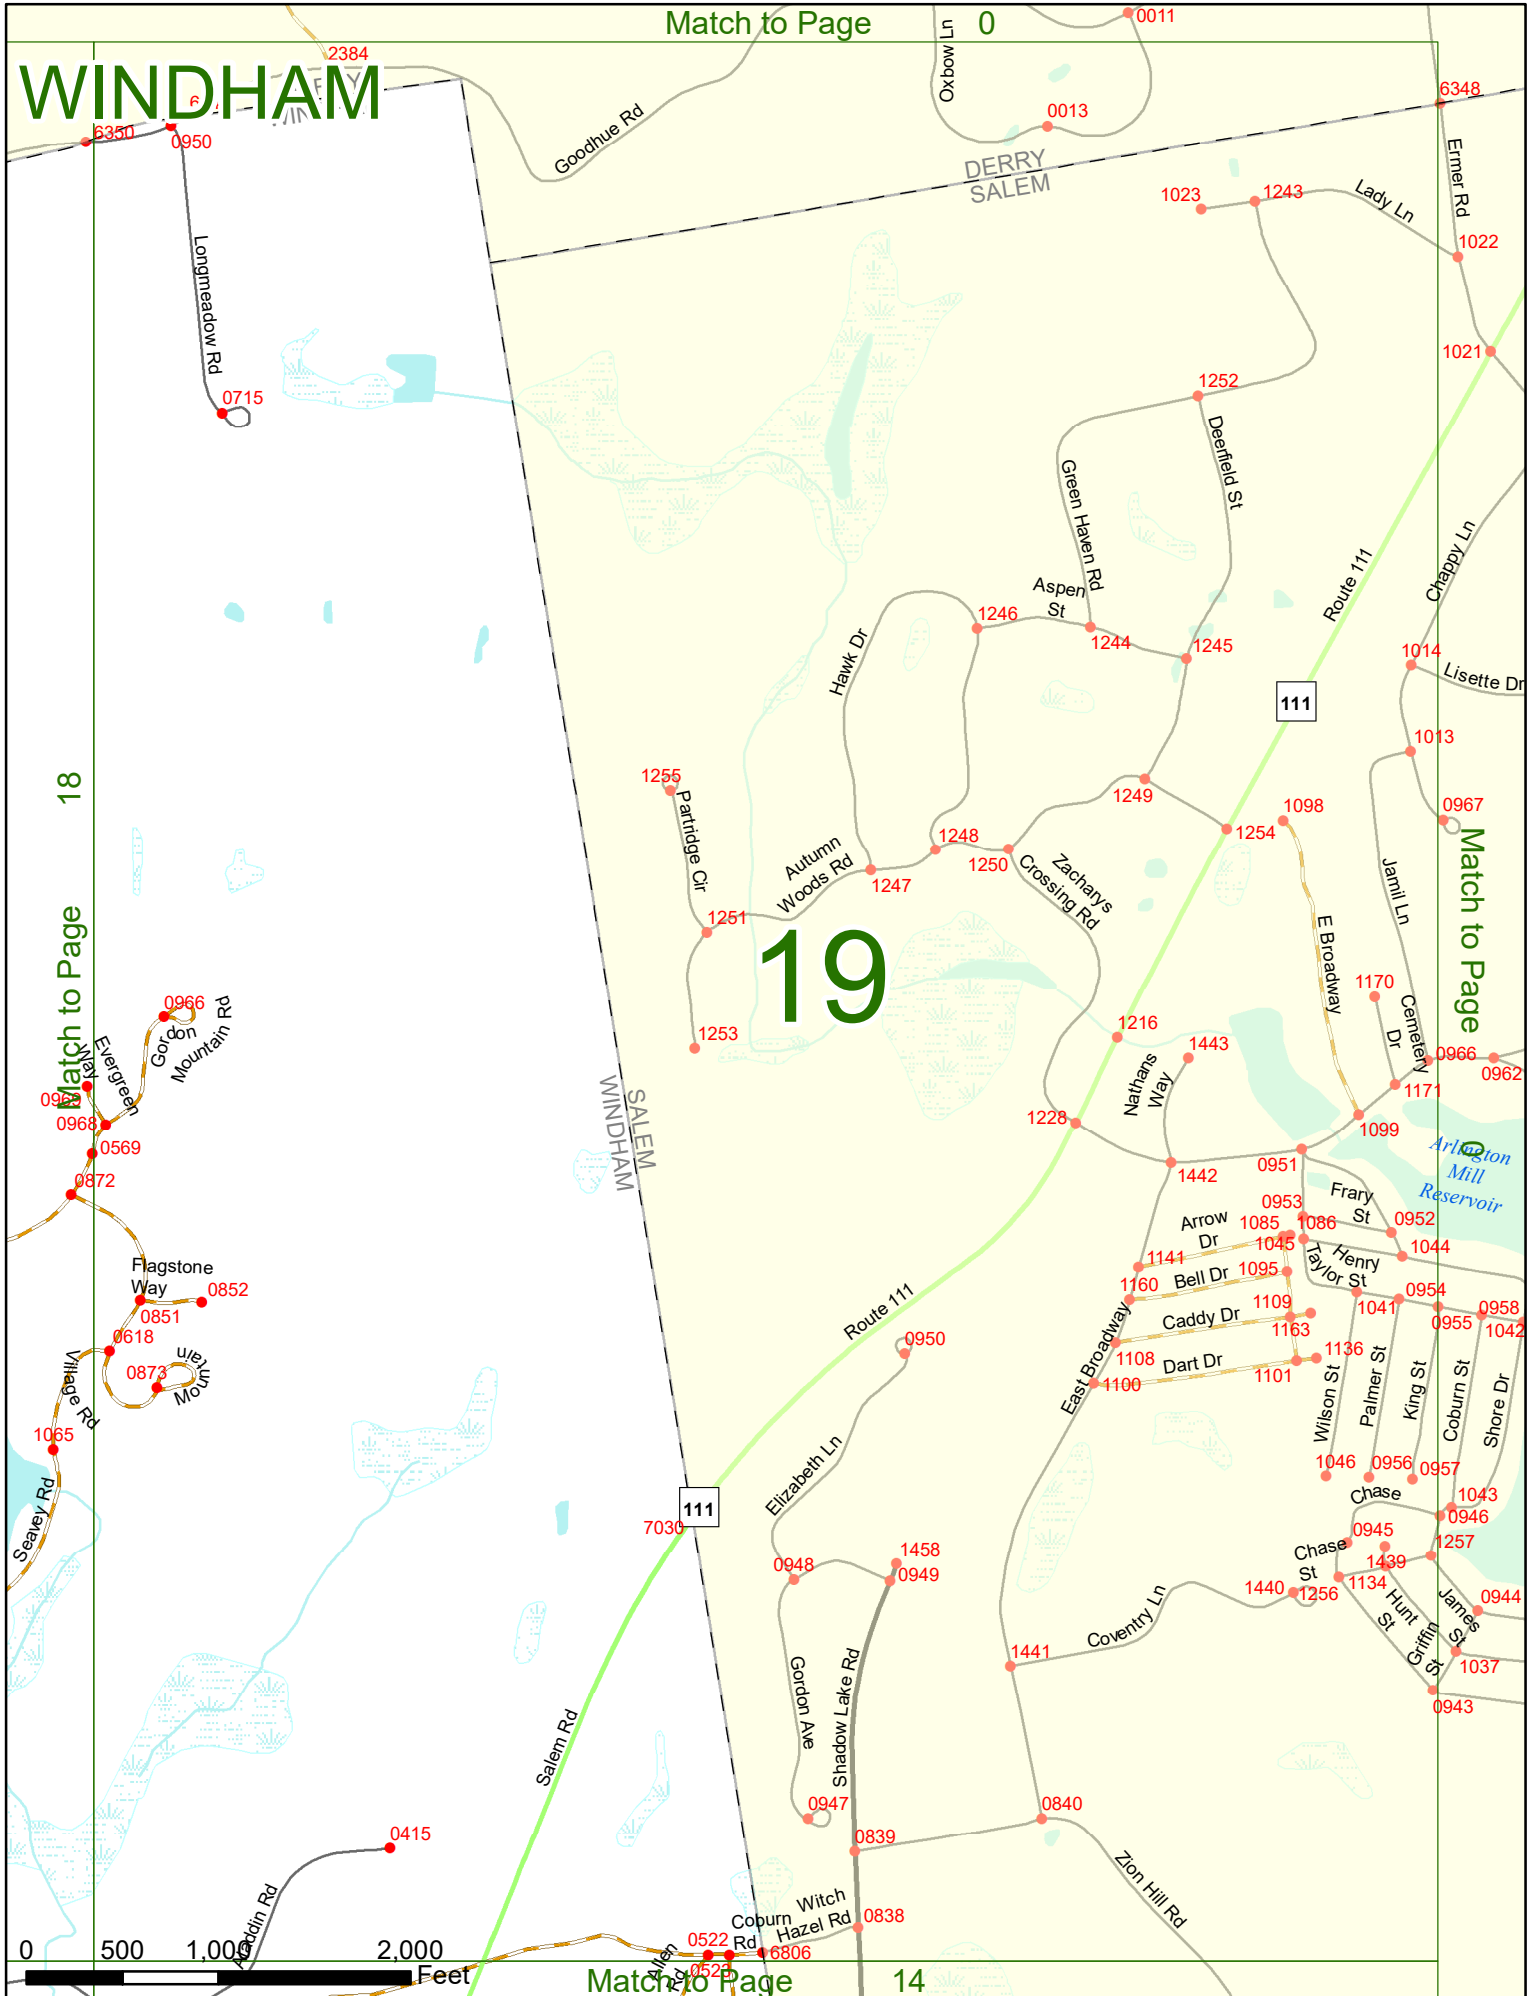 Match to Page 0
WINDHAM
2384
0011
Oxbow Ln
0013
6348
6350
0950
Goodhue Rd
DERRY
SALEM
Ermer Rd
1023
1243
Lady Ln
1022
Longmeadow Rd
1021
0715
1252
Deerfield St
Green Haven Rd
Route 111
Chappy Ln
Aspen
St
1246
1244
1245
Hawk Dr
1014
Lisette Dr
111
1013
1255
Partridge Cir
1249
1254
1098
0967
18
Match to Page
Autumn
Woods Rd
1248
1250
1247
Zacharys
Crossing Rd
Jamil Ln
Match to Page
0
1251
19
E Broadway
1170
Cemetery
Dr
0966
Gordon
Mountain Rd
Evergreen
Way
1253
1216
1443
Nathans
Way
0966
0962
1171
0969
0968
0569
0872
SALEM
WINDHAM
1228
1099
1442
0951
Arlington
Mill
Reservoir
Frary
St
0953
0952
Arrow
Dr
1085
1086
1045
1044
Henry
Taylor St
Flagstone
Way
0852
0851
1141
1160
Bell Dr
1095
0954
1041
0955
0958
1042
0618
Route 111
1109
Caddy Dr
1163
1108
0950
0873
Mountain
Village Rd
East Broadway
Dart Dr
1136
1101
1100
Wilson St
Palmer St
King St
Coburn St
Shore Dr
1065
Elizabeth Ln
1046
0956
0957
Seavey Rd
111
7030
Chase
1043
0946
0945
Chase
St
1439
1257
1458
0948
0949
1440
1256
1134
Hunt
St
James
St
0944
Coventry Ln
Griffin
St
1441
1037
0943
Gordon Ave
Shadow Lake Rd
Salem Rd
0947
0840
0415
0839
Zion Hill Rd
Aladdin Rd
Witch
Hazel Rd
0838
Coburn
Rd
0522
6806
0523
Allen
Rd
0 500 1,000 2,000
Feet
Match to Page 14